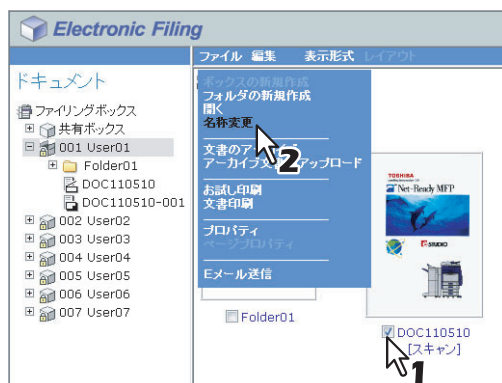 Electronic Filing
ファイル 編集 表示形式 レイアウト
ドキュメント
ファイリングボックス
共有ボックス
001 User01
Folder01
DOC110510
DOC110510-001
002 User02
003 User03
004 User04
005 User05
006 User06
007 User07
ボックスの新規作成
フォルダの新規作成
開く
名称変更
2
文書のア
アーカイブ文 アップロード
お試し印刷
文書印刷
プロパティ
ページプロパティ
Eメール送信
Folder01
TOSHIBA
Net-Ready MFP
e-STUDIO
DOC110510
[スキャン]
1